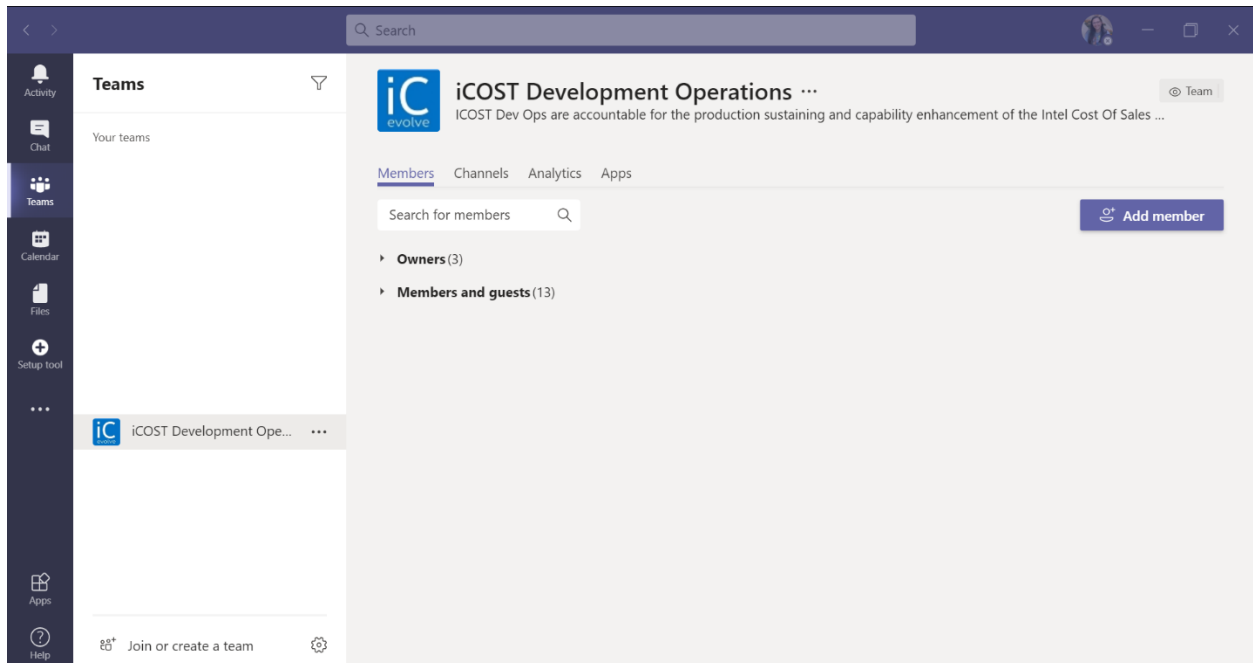 Search
Activity
Chat
Teams
Calendar
Files
Setup tool
Apps
Help
Teams
Your teams
iC
evolve
iCOST Development Ope...
Join or create a team
iC
evolve
iCOST Development Operations
ICOST Dev Ops are accountable for the production sustaining and capability enhancement of the Intel Cost Of Sales ...
Team
Members Channels Analytics Apps
Search for members
Add member
Owners (3)
Members and guests (13)